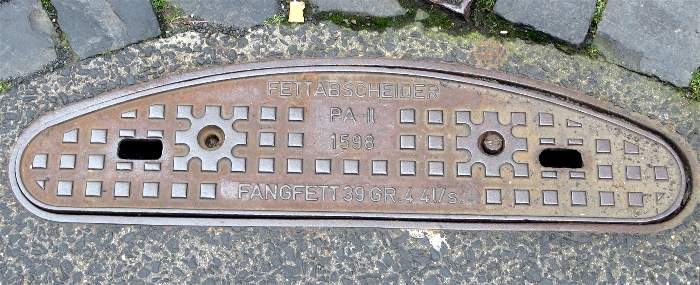 FETTABSCHEIDER
PA II
1598
FANGFETT 39 GR. 4 4l/s.